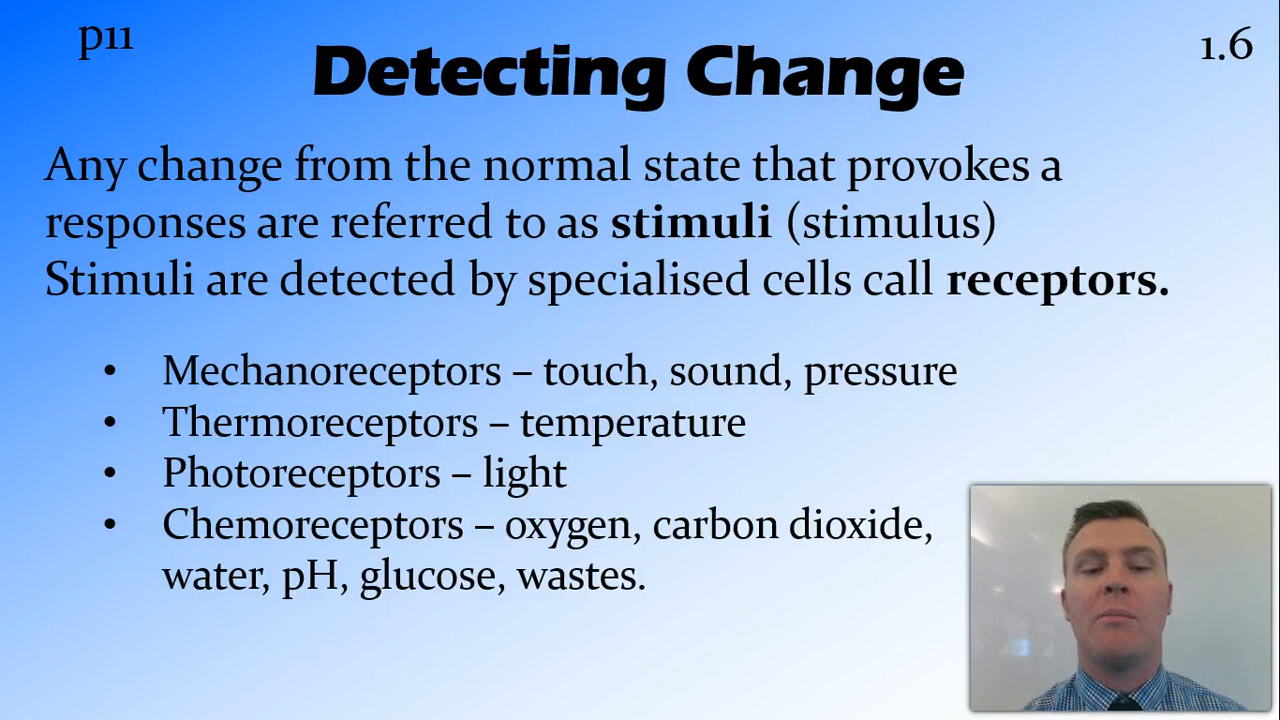 p11
1.6
Detecting Change
Any change from the normal state that provokes a
responses are referred to as stimuli (stimulus)
Stimuli are detected by specialised cells call receptors.
• Mechanoreceptors – touch, sound, pressure
• Thermoreceptors – temperature
• Photoreceptors – light
• Chemoreceptors – oxygen, carbon dioxide,
water, pH, glucose, wastes.